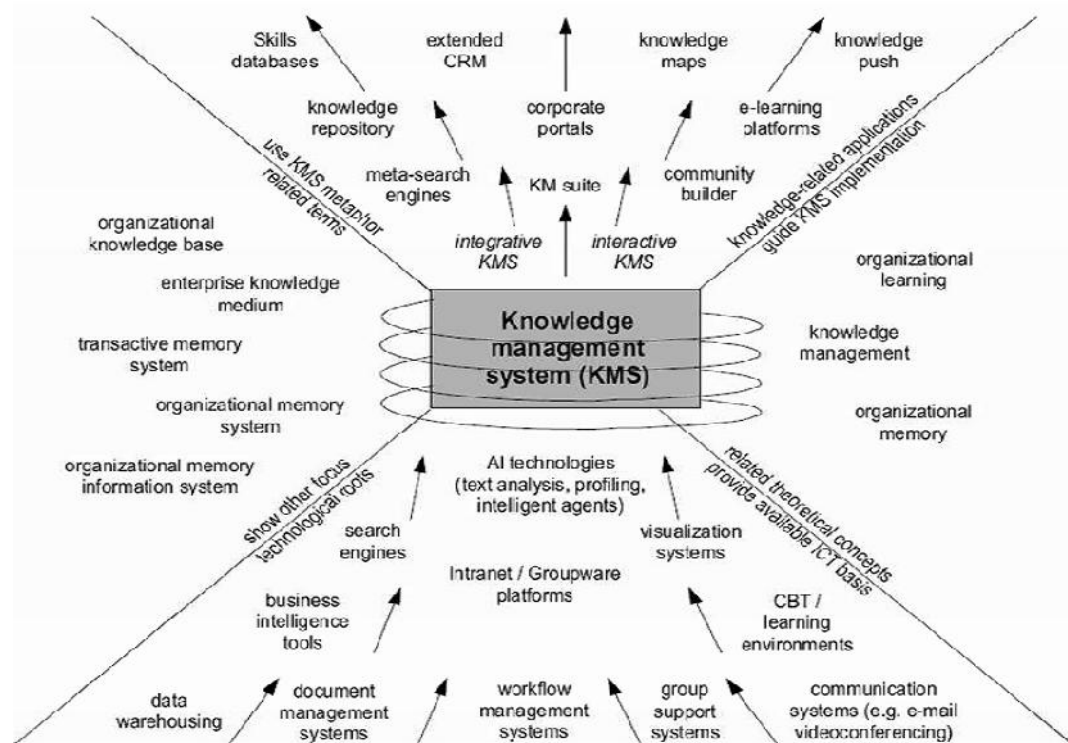 Skills
databases
extended
CRM
knowledge
maps
knowledge
push
knowledge
repository
corporate
portals
e-learning
platforms
meta-search
engines
KM suite
community
builder
integrative
KMS
interactive
KMS
use KMS metaphor
related terms
knowledge-related applications
guide KMS implementation
organizational
knowledge base
enterprise knowledge
medium
transactive memory
system
organizational memory
system
organizational memory
information system
Knowledge
management
system (KMS)
organizational
learning
knowledge
management
organizational
memory
show other focus
technological roots
related theoretical concepts
provide available ICT basis
AI technologies
(text analysis, profiling,
intelligent agents)
search
engines
visualization
systems
Intranet / Groupware
platforms
business
intelligence
tools
CBT /
learning
environments
data
warehousing
document
management
systems
workflow
management
systems
group
support
systems
communication
systems (e.g. e-mail
videoconferencing)